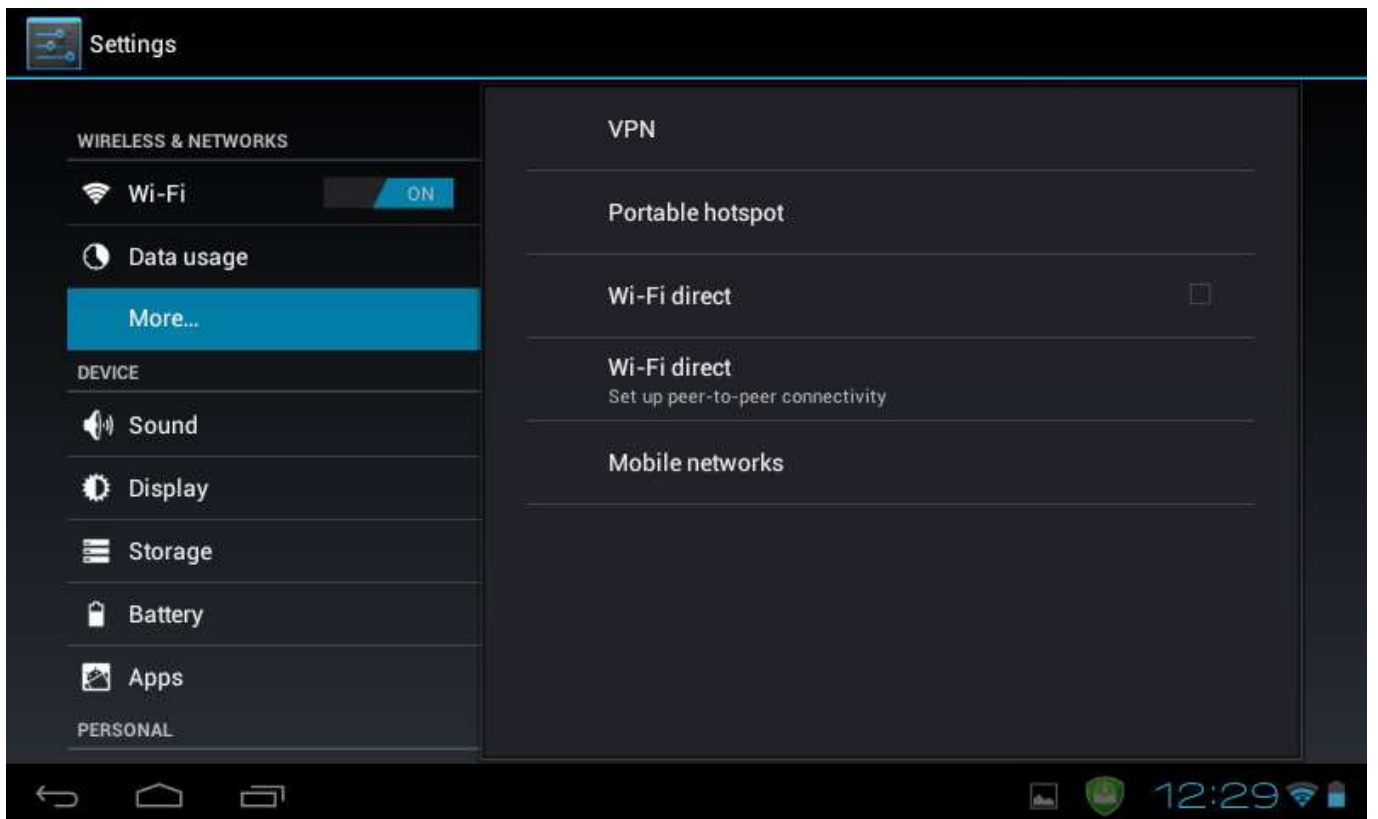 Settings
WIRELESS & NETWORKS
Wi-Fi
ON
Data usage
More...
DEVICE
Sound
Display
Storage
Battery
Apps
PERSONAL
VPN
Portable hotspot
Wi-Fi direct
Wi-Fi direct
Set up peer-to-peer connectivity
Mobile networks
12:29